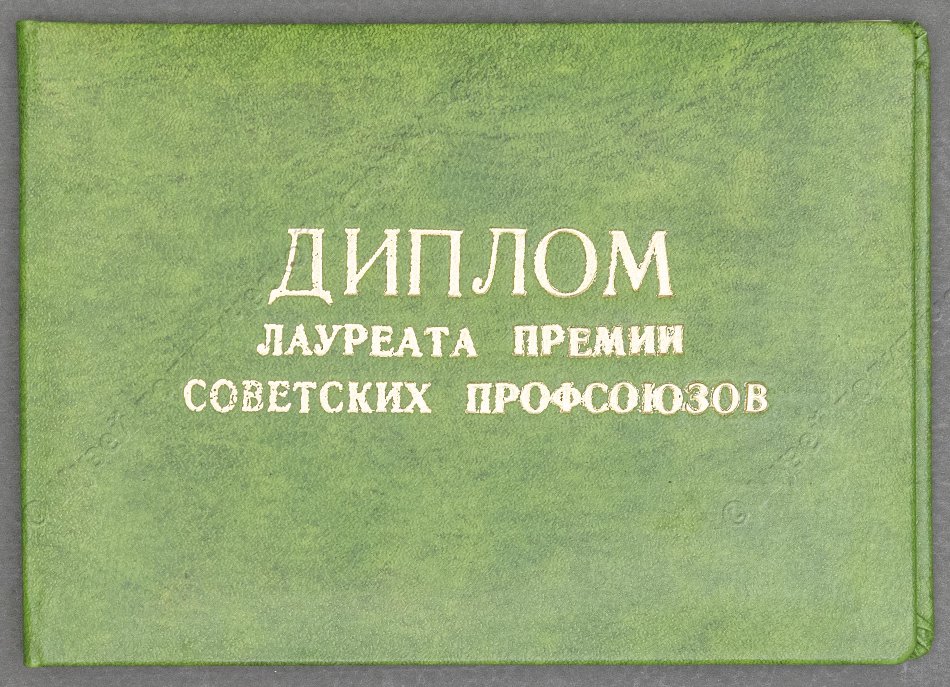 ДИПЛОМ
ЛАУРЕАТА ПРЕМИИ
СОВЕТСКИХ ПРОФСОЮЗОВ